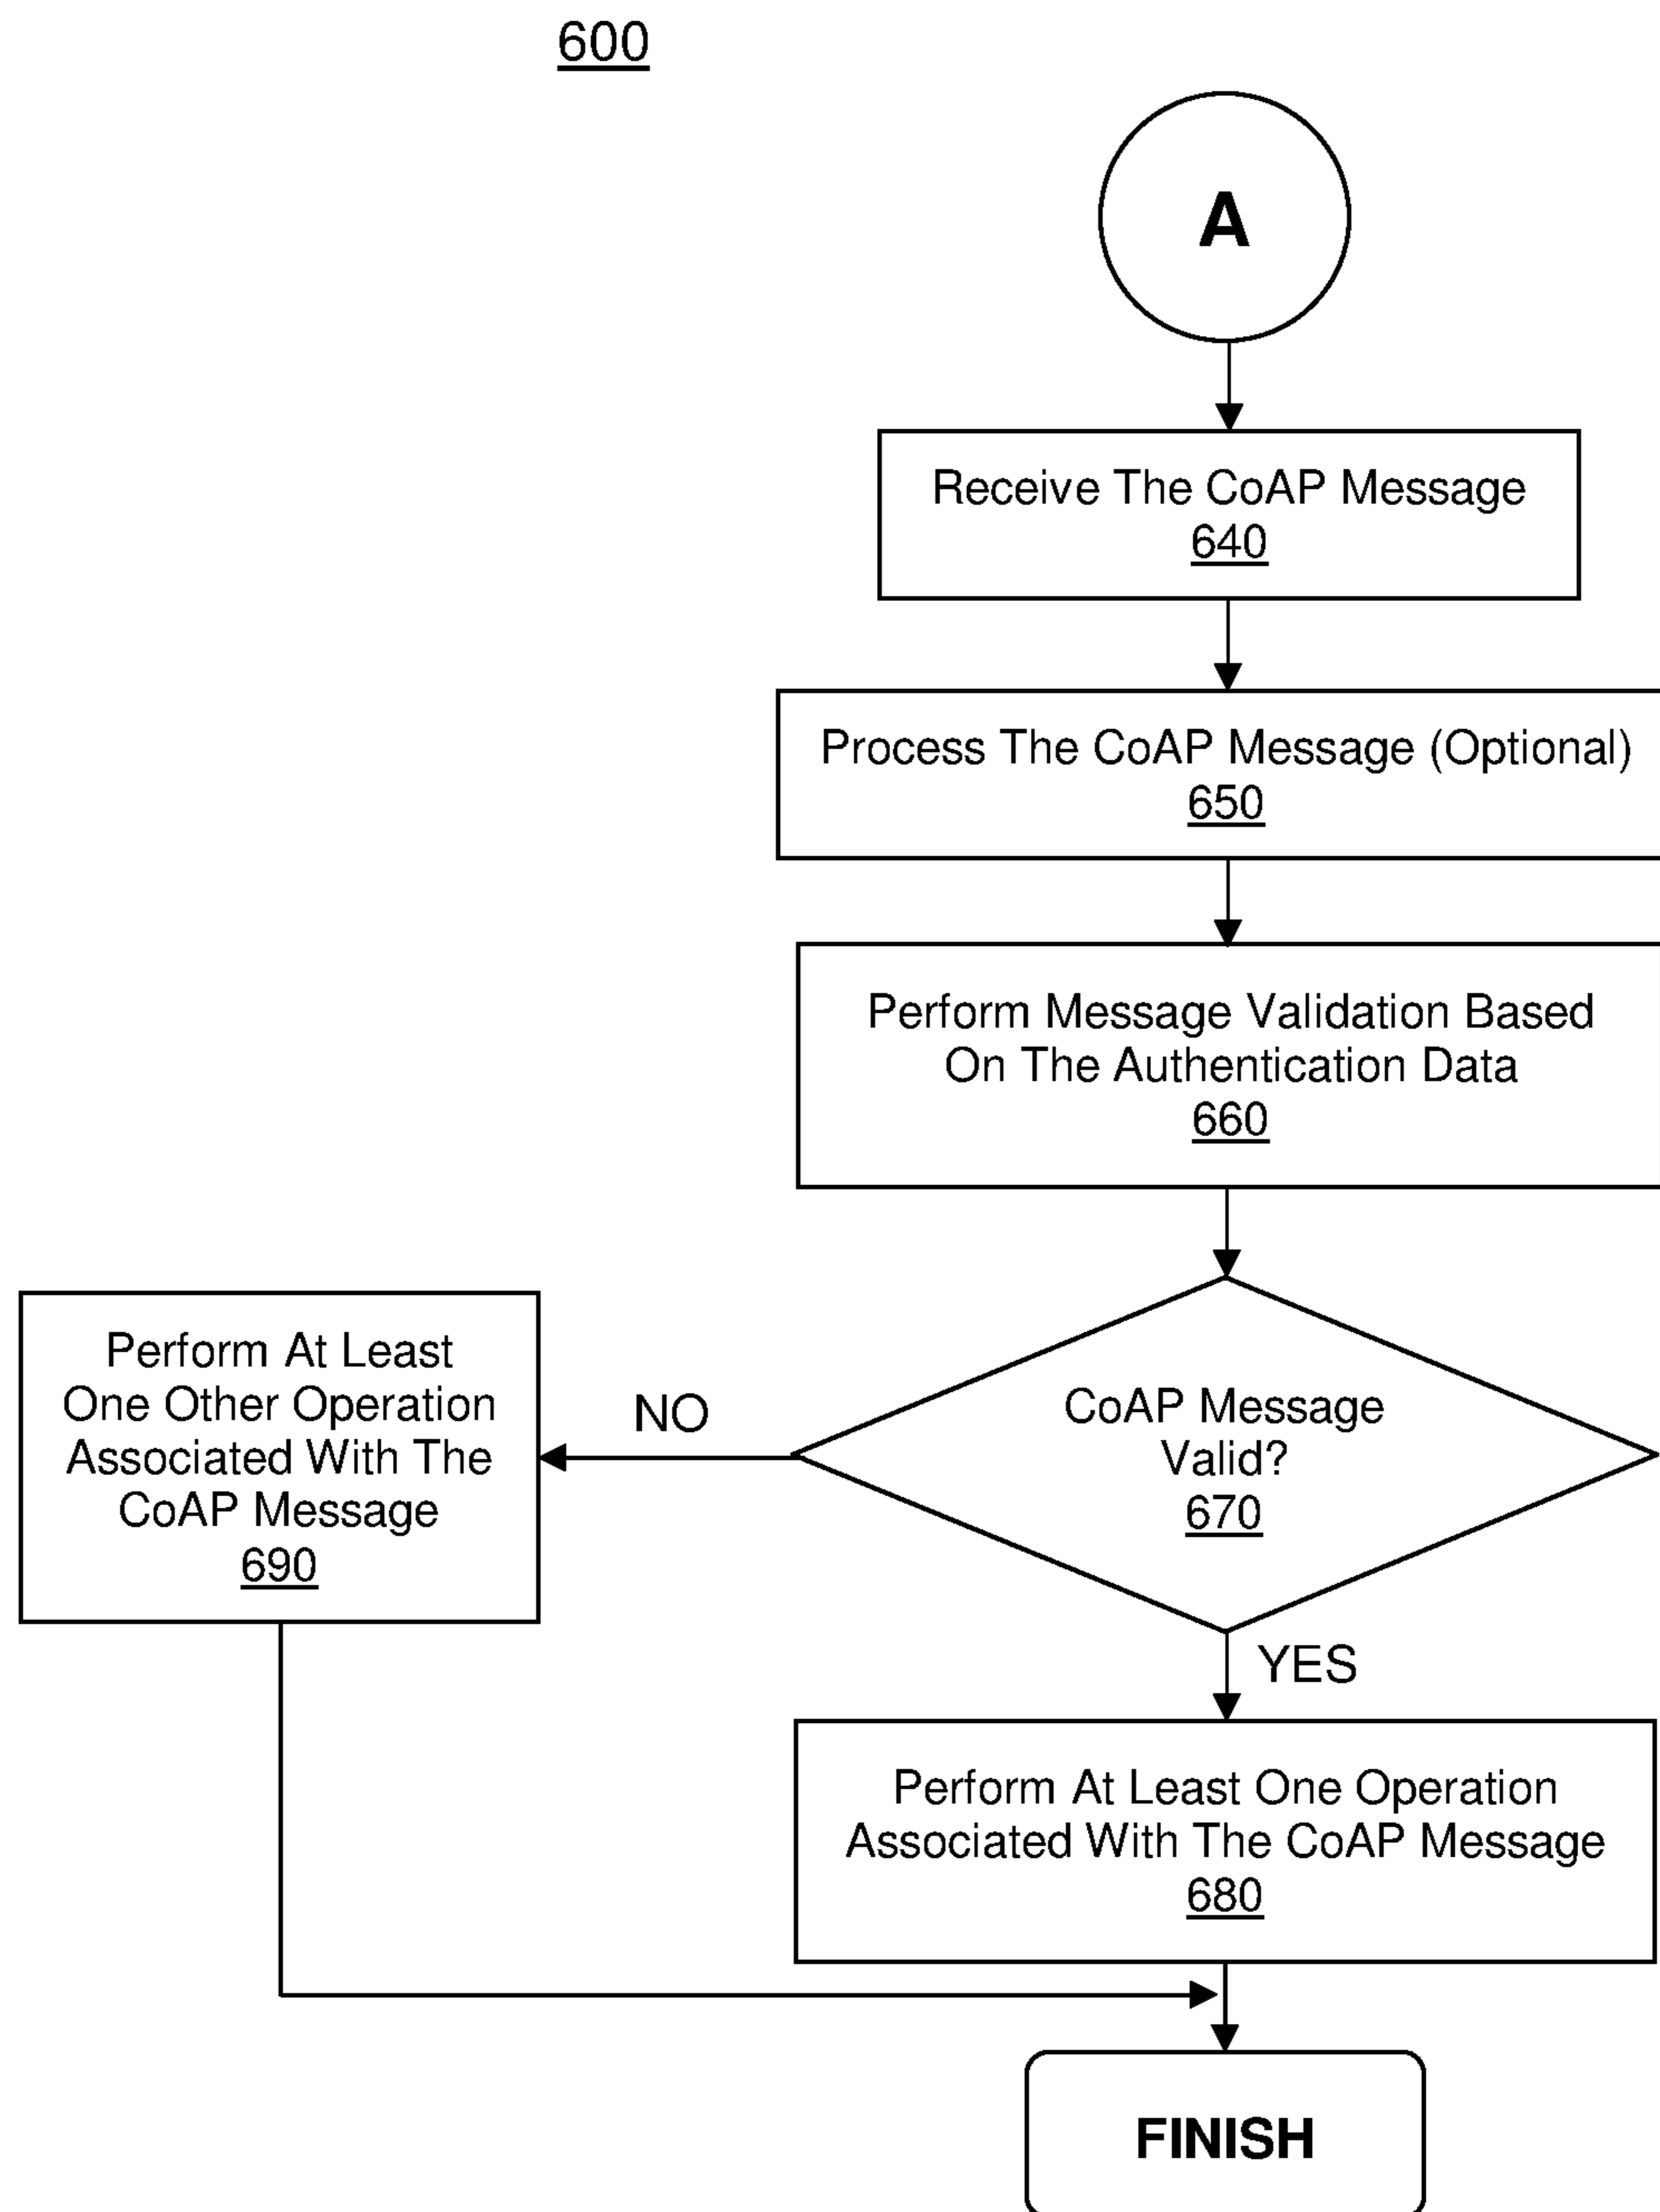 600
A
Receive The CoAP Message
640
Process The CoAP Message (Optional)
650
Perform Message Validation Based
On The Authentication Data
660
CoAP Message
Valid?
670
NO
Perform At Least
One Other Operation
Associated With The
CoAP Message
690
YES
Perform At Least One Operation
Associated With The CoAP Message
680
FINISH